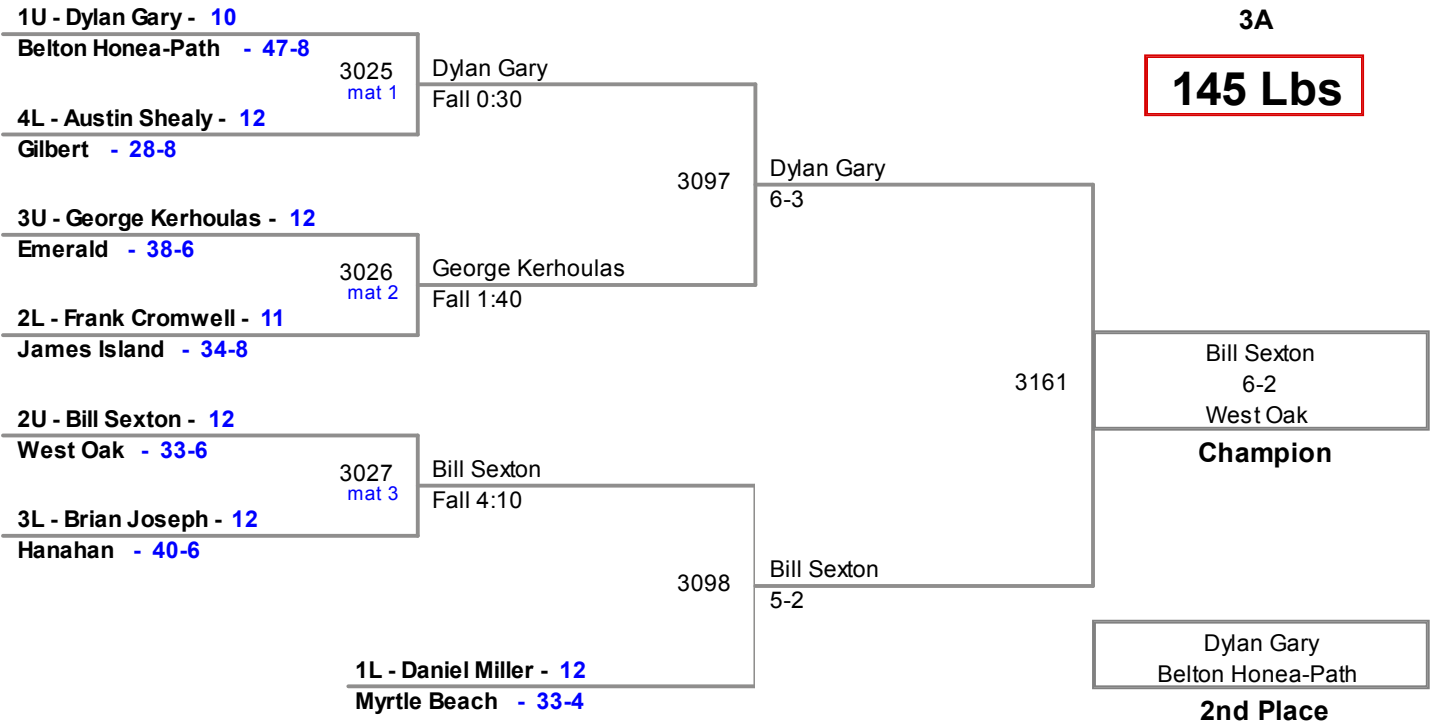 1U - Dylan Gary - 10
Belton Honea-Path - 47-8
3025
mat 1
4L - Austin Shealy - 12
Gilbert - 28-8
Dylan Gary
Fall 0:30
3U - George Kerhoulas - 12
Emerald - 38-6
3026
mat 2
2L - Frank Cromwell - 11
James Island - 34-8
George Kerhoulas
Fall 1:40
3097
Dylan Gary
6-3
2U - Bill Sexton - 12
West Oak - 33-6
3027
mat 3
3L - Brian Joseph - 12
Hanahan - 40-6
Bill Sexton
Fall 4:10
3098
1L - Daniel Miller - 12
Myrtle Beach - 33-4
Bill Sexton
5-2
3161
3A
145 Lbs
Bill Sexton
6-2
West Oak
Champion
Dylan Gary
Belton Honea-Path
2nd Place